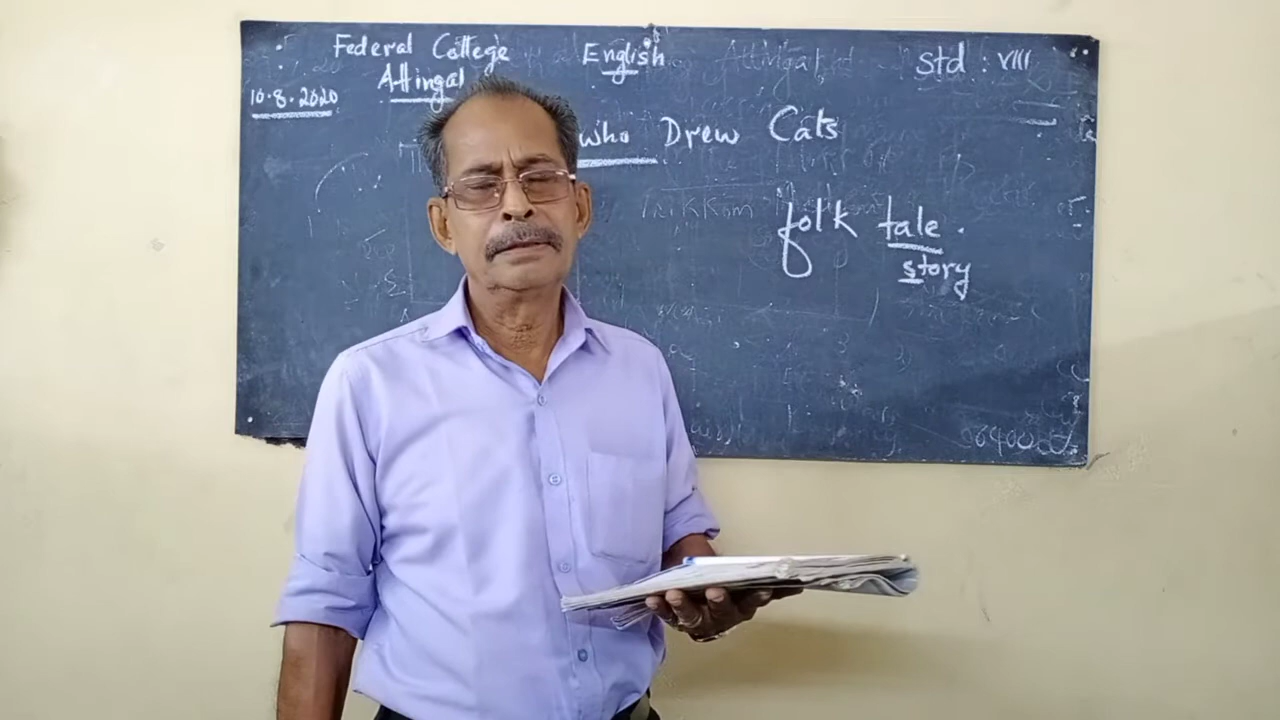 Federal College English Std : VIII
Attingal
10.8.2020
who Drew Cats
folk tale.
story